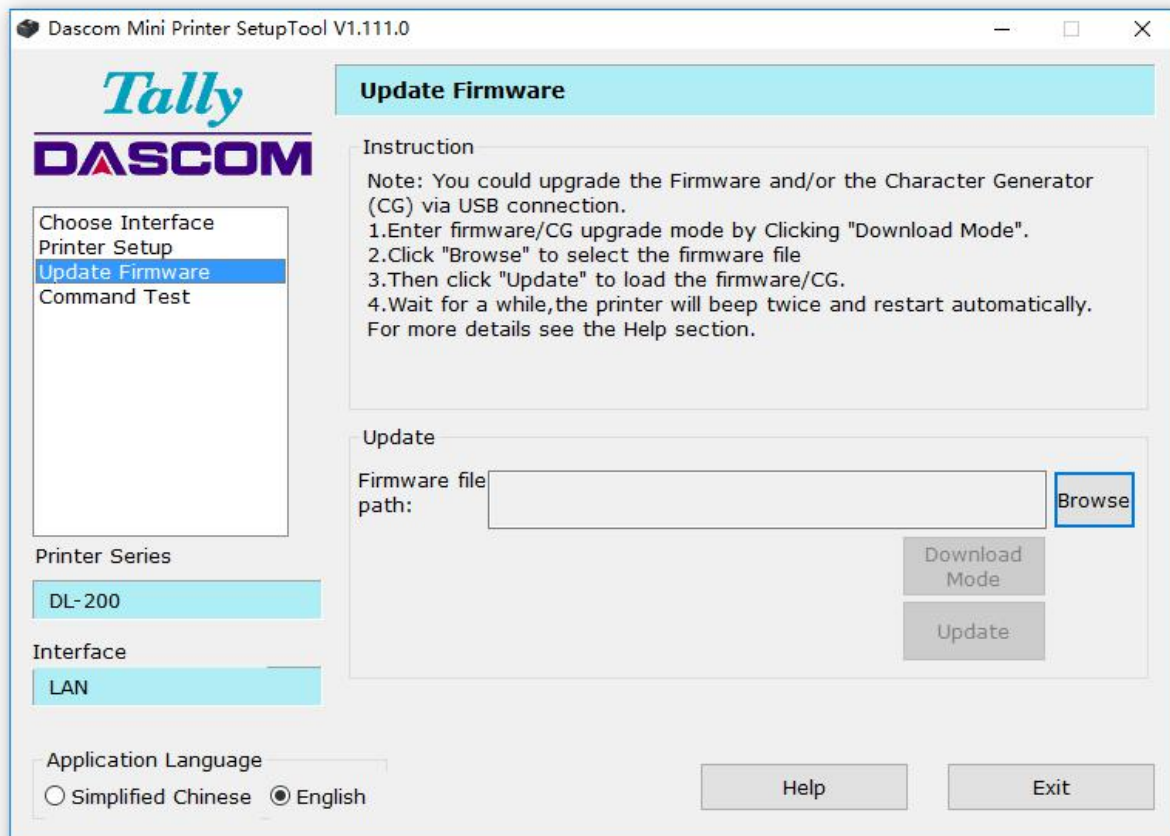 Dascom Mini Printer SetupTool V1.111.0
Tally
DASCOM
Choose Interface
Printer Setup
Update Firmware
Command Test
Printer Series
DL-200
Interface
LAN
Application Language
Simplified Chinese
English
Update Firmware
Instruction
Note: You could upgrade the Firmware and/or the Character Generator
(CG) via USB connection.
1.Enter firmware/CG upgrade mode by Clicking "Download Mode".
2.Click "Browse" to select the firmware file
3.Then click "Update" to load the firmware/CG.
4.Wait for a while,the printer will beep twice and restart automatically.
For more details see the Help section.
Update
Firmware file
path:
Browse
Download
Mode
Update
Help
Exit